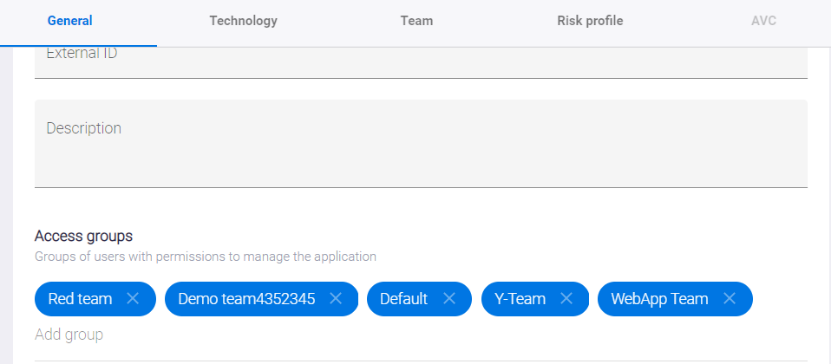 General Technology Team Risk profile AVC
External ID
Description
Access groups
Groups of users with permissions to manage the application
Red team Demo team4352345 Default Y-Team WebApp Team
Add group